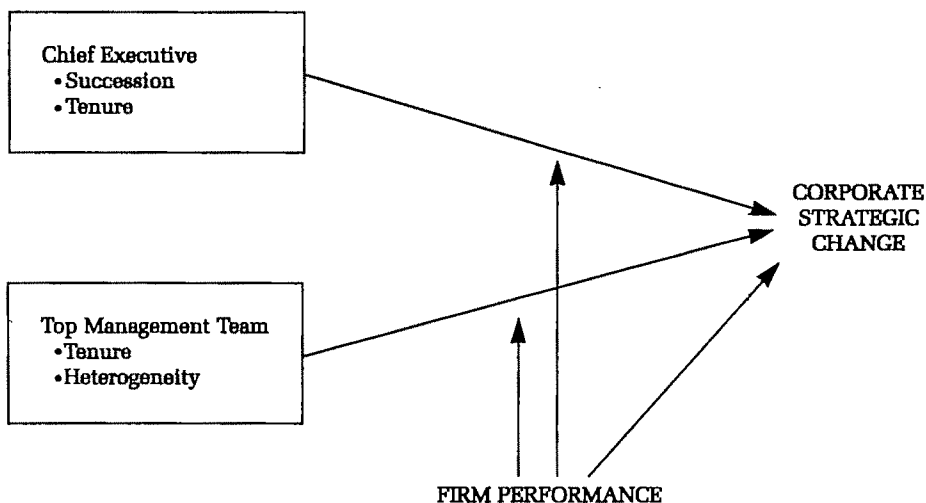 Chief Executive
•Succession
•Tenure
CORPORATE
STRATEGIC
CHANGE
Top Management Team
•Tenure
•Heterogeneity
FIRM PERFORMANCE